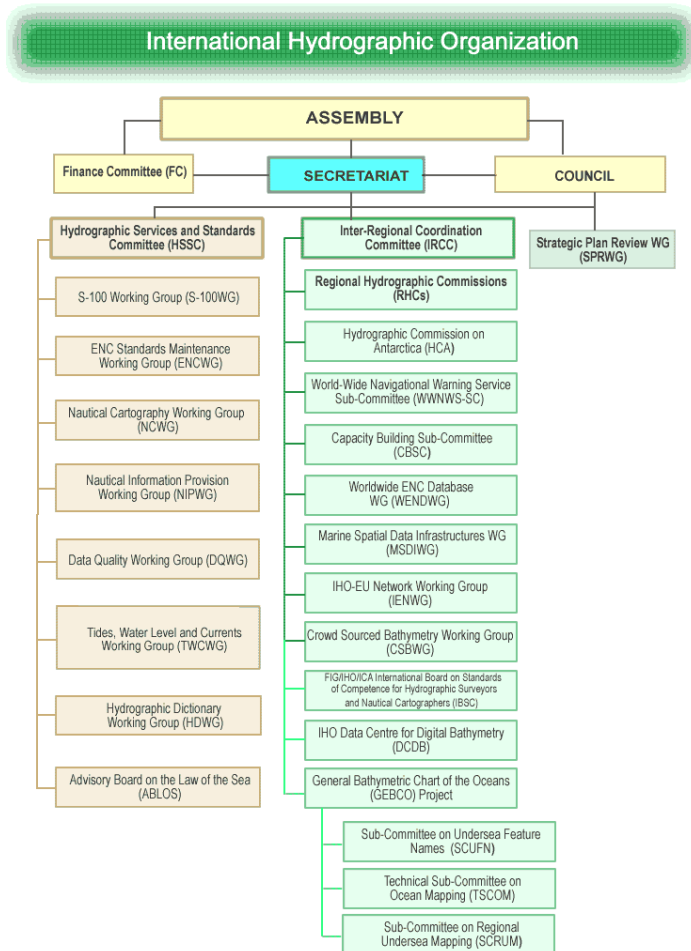 International Hydrographic Organization
ASSEMBLY
Finance Committee (FC)
SECRETARIAT
COUNCIL
Hydrographic Services and Standards
Committee (HSSC)
Inter-Regional Coordination
Committee (IRCC)
Strategic Plan Review WG
(SPRWG)
S-100 Working Group (S-100WG)
ENC Standards Maintenance
Working Group (ENCWG)
Nautical Cartography Working Group
(NCWG)
Nautical Information Provision
Working Group (NIPWG)
Data Quality Working Group (DQWG)
Tides, Water Level and Currents
Working Group (TWCWG)
Hydrographic Dictionary
Working Group (HDWG)
Advisory Board on the Law of the Sea
(ABLOS)
Regional Hydrographic Commissions
(RHCs)
Hydrographic Commission on
Antarctica (HCA)
World-Wide Navigational Warning Service
Sub-Committee (WWNWS-SC)
Capacity Building Sub-Committee
(CBSC)
Worldwide ENC Database
WG (WENDWG)
Marine Spatial Data Infrastructures WG
(MSDIWG)
IHO-EU Network Working Group
(IENWG)
Crowd Sourced Bathymetry Working Group
(CSBWG)
FIG/IHO/ICA International Board on Standards
of Competence for Hydrographic Surveyors
and Nautical Cartographers (IBSC)
IHO Data Centre for Digital Bathymetry
(DCDB)
General Bathymetric Chart of the Oceans
(GEBCO) Project
Sub-Committee on Undersea Feature
Names (SCUFN)
Technical Sub-Committee on
Ocean Mapping (TSCOM)
Sub-Committee on Regional
Undersea Mapping (SCRUM)